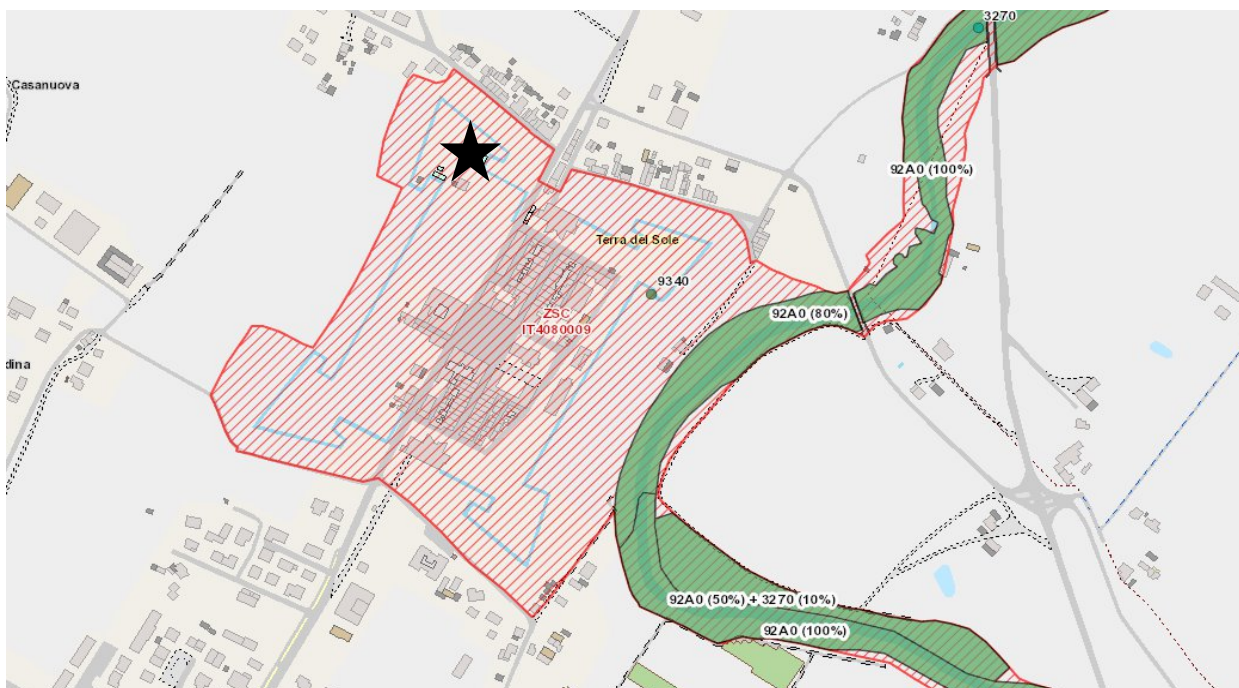 3270
Casanuova
92A0 (100%)
Terra del Sole
9340
92A0 (80%)
ZSC
IT4080009
dina
92A0 (50%) + 3270 (10%)
92A0 (100%)